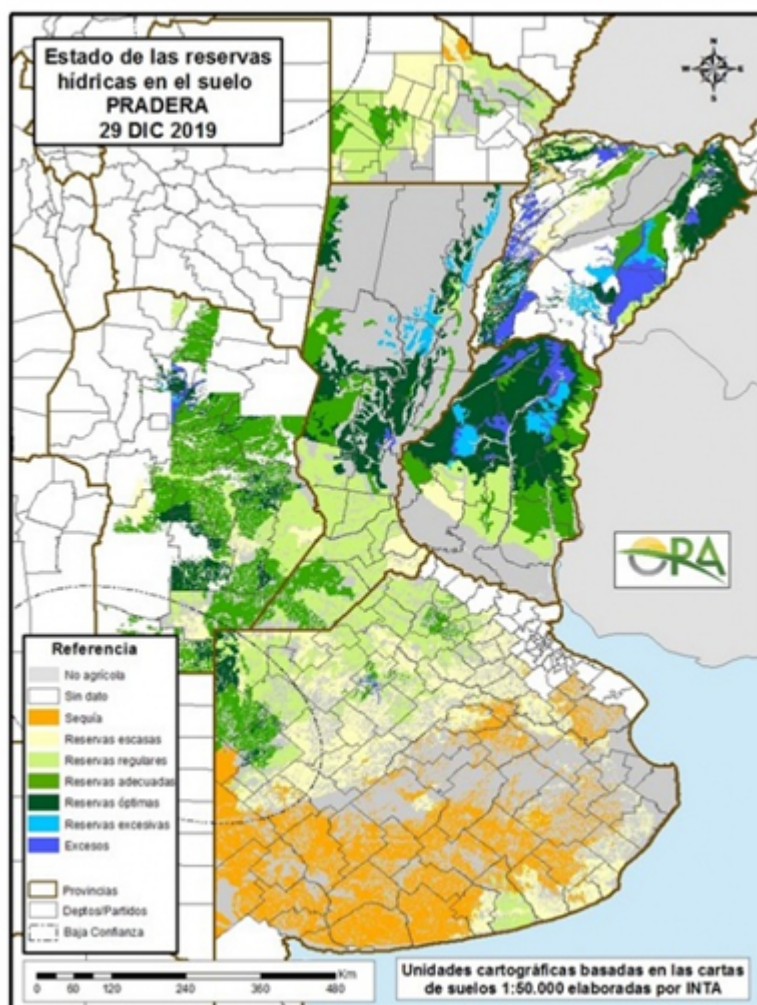 Estado de las reservas
hídricas en el suelo
PRADERA
29 DIC 2019
N
W
E
S
ORA
Referencia
No agrícola
Sin dato
Sequía
Reservas escasas
Reservas regulares
Reservas adecuadas
Reservas óptimas
Reservas excesivas
Excesos
Provincias
Deptos/Partidos
Baja Confianza
Km
0 60 120 240 360 480
Unidades cartográficas basadas en las cartas
de suelos 1:50.000 elaboradas por INTA